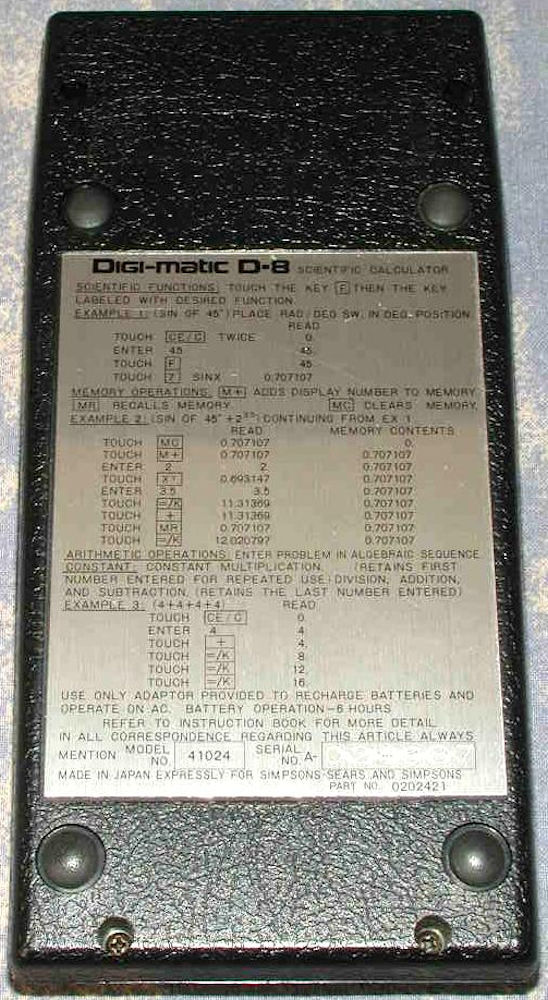 DIGI-matic D-8 SCIENTIFIC CALCULATOR
SCIENTIFIC FUNCTIONS: TOUCH THE KEY F THEN THE KEY
LABELED WITH DESIRED FUNCTION.
EXAMPLE 1: (SIN OF 45°) PLACE RAD/DEG SW. IN DEG. POSITION
READ
TOUCH CE/C TWICE 0.
ENTER 45 45.
TOUCH F 45
TOUCH 7 SINX 0.707107
MEMORY OPERATIONS: M+ ADDS DISPLAY NUMBER TO MEMORY.
MR RECALLS MEMORY. MC CLEARS MEMORY.
EXAMPLE 2: (SIN OF 45° + 2^3.5) CONTINUING FROM EX 1
READ MEMORY CONTENTS
TOUCH MC 0.707107 0.
TOUCH M+ 0.707107 0.707107
ENTER 2 2. 0.707107
TOUCH Xʸ 0.693147 0.707107
ENTER 3.5 3.5 0.707107
TOUCH =/K 11.31369 0.707107
TOUCH + 11.31369 0.707107
TOUCH MR 0.707107 0.707107
TOUCH =/K 12.020797 0.707107
ARITHMETIC OPERATIONS: ENTER PROBLEM IN ALGEBRAIC SEQUENCE
CONSTANT: CONSTANT MULTIPLICATION. (RETAINS FIRST
NUMBER ENTERED FOR REPEATED USE) DIVISION, ADDITION,
AND SUBTRACTION. (RETAINS THE LAST NUMBER ENTERED)
EXAMPLE 3: (4+4+4+4) READ
TOUCH CE/C 0.
ENTER 4 4
TOUCH + 4.
TOUCH =/K 8.
TOUCH =/K 12.
TOUCH =/K 16.
USE ONLY ADAPTOR PROVIDED TO RECHARGE BATTERIES AND
OPERATE ON AC. BATTERY OPERATION-6 HOURS
REFER TO INSTRUCTION BOOK FOR MORE DETAIL
IN ALL CORRESPONDENCE REGARDING THIS ARTICLE ALWAYS
MENTION MODEL NO. 41024 SERIAL NO. A-
MADE IN JAPAN EXPRESSLY FOR SIMPSONS-SEARS AND SIMPSONS
PART NO. 0202421